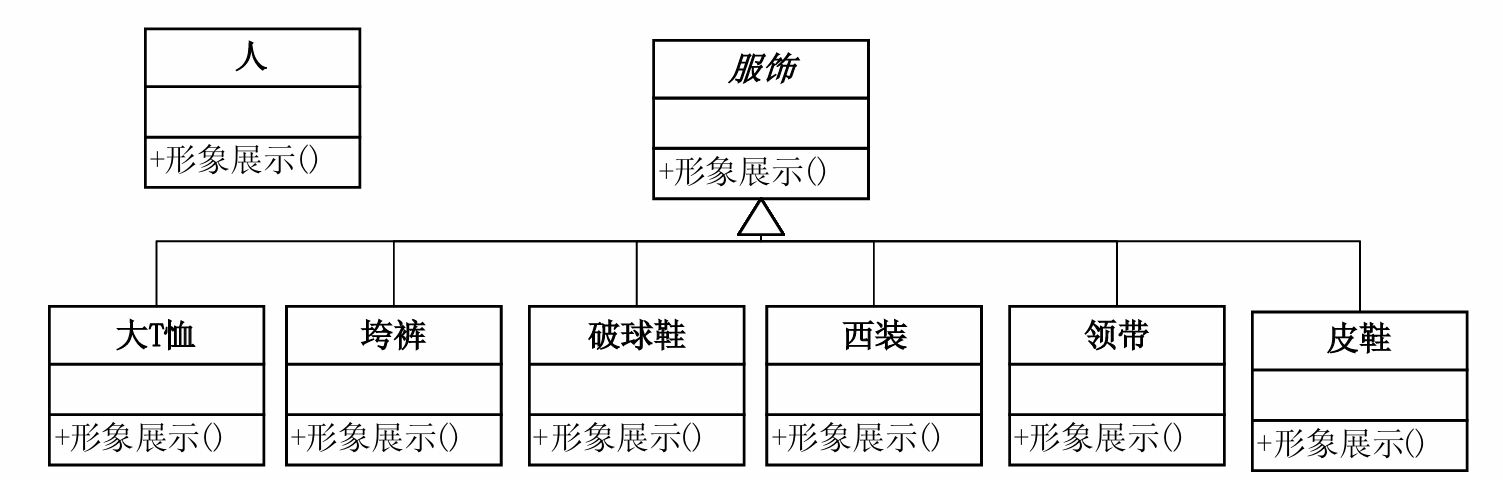 人
+形象展示()
服饰
+形象展示()
大T恤
+形象展示()
垮裤
+形象展示()
破球鞋
+形象展示()
西装
+形象展示()
领带
+形象展示()
皮鞋
+形象展示()